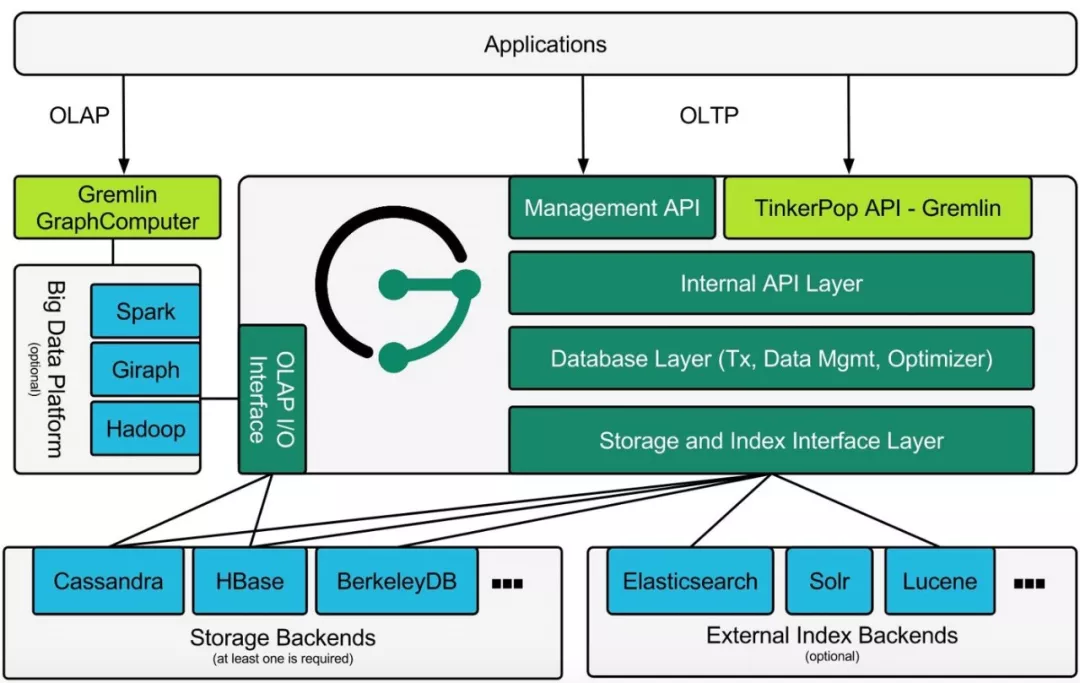 Applications
OLAP
OLTP
Gremlin
GraphComputer
Management API
TinkerPop API - Gremlin
Big Data Platform
(optional)
Spark
Giraph
Hadoop
OLAP I/O
Interface
Internal API Layer
Database Layer (Tx, Data Mgmt, Optimizer)
Storage and Index Interface Layer
Cassandra
HBase
BerkeleyDB
Storage Backends
(at least one is required)
Elasticsearch
Solr
Lucene
External Index Backends
(optional)